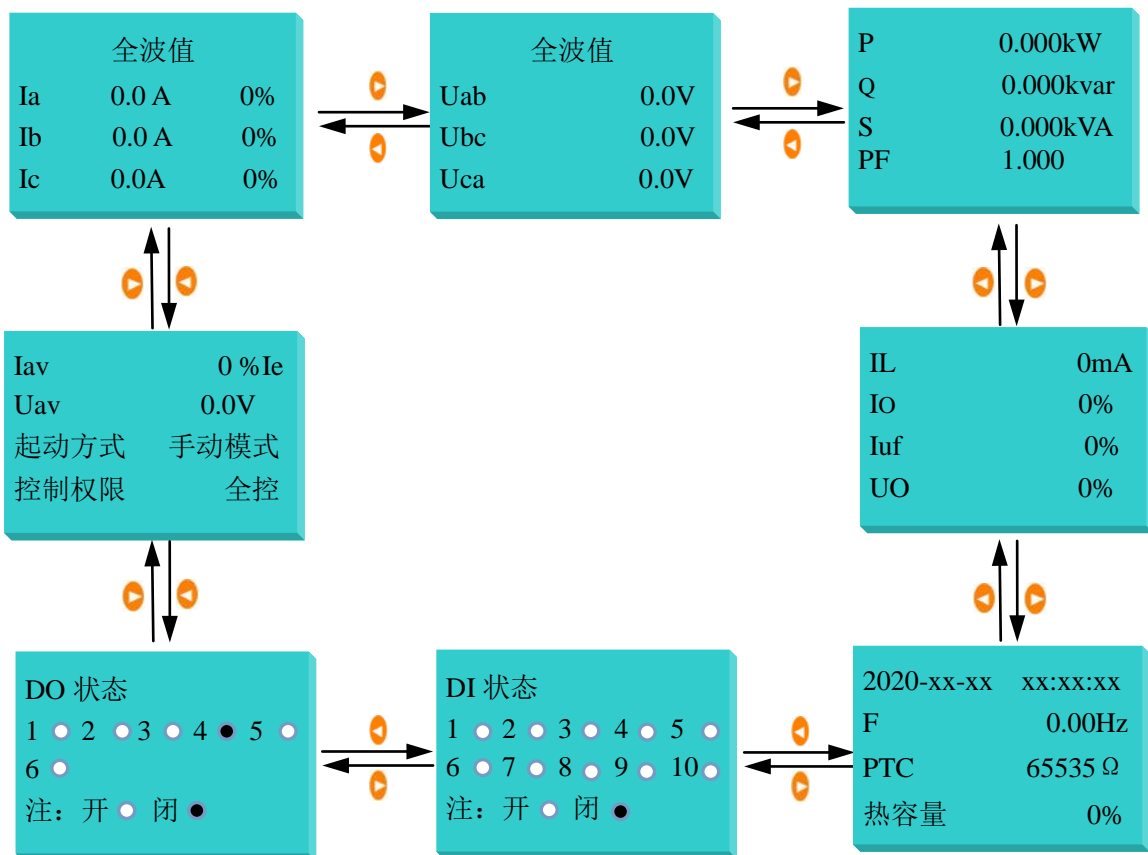 全波值
Ia 0.0 A 0%
Ib 0.0 A 0%
Ic 0.0A 0%
全波值
Uab 0.0V
Ubc 0.0V
Uca 0.0V
P 0.000kW
Q 0.000kvar
S 0.000kVA
PF 1.000
Iav 0 %Ie
Uav 0.0V
起动方式 手动模式
控制权限 全控
IL 0mA
IO 0%
Iuf 0%
UO 0%
DO 状态
1 2 3 4 5
6
注：开 闭
DI 状态
1 2 3 4 5
6 7 8 9 10
注：开 闭
2020-xx-xx xx:xx:xx
F 0.00Hz
PTC 65535 Ω
热容量 0%